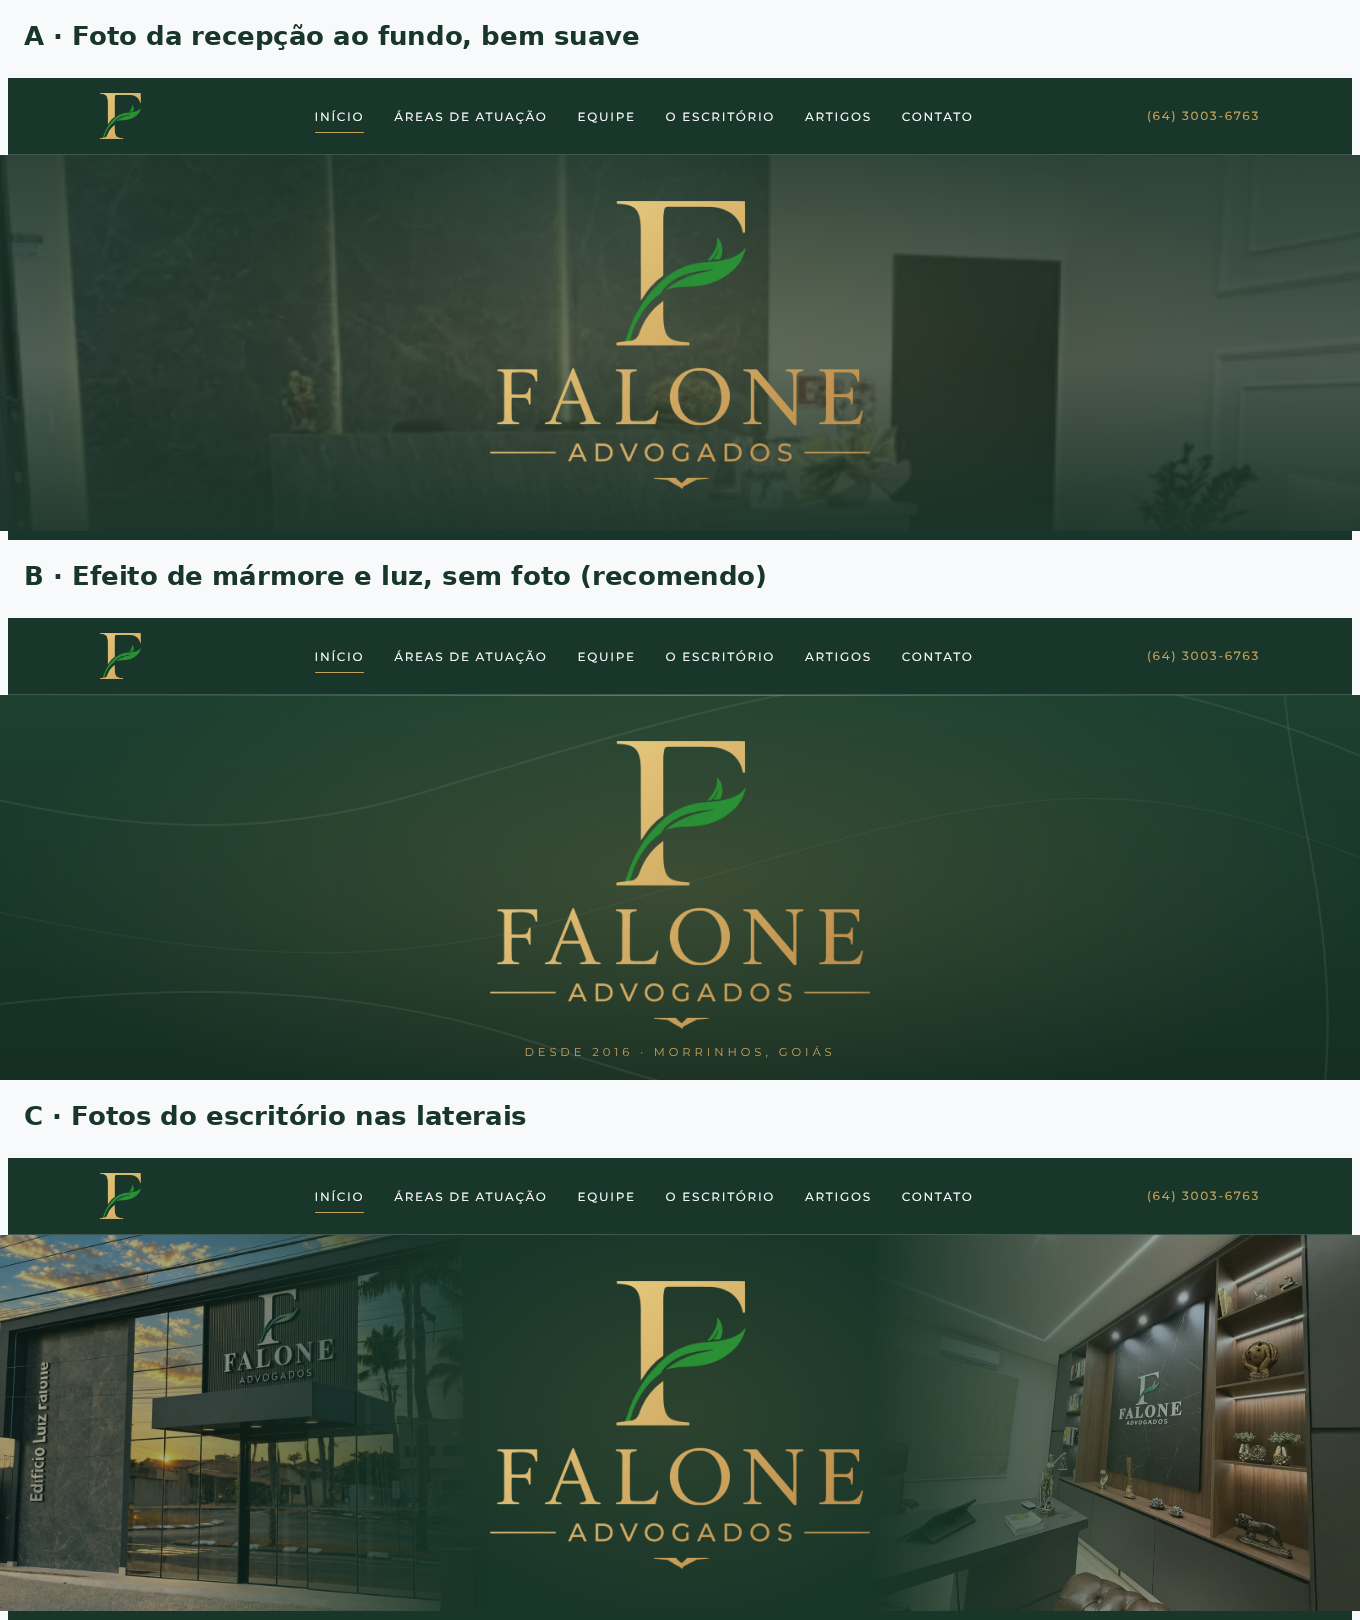 A · Foto da recepção ao fundo, bem suave
F
INÍCIO ÁREAS DE ATUAÇÃO EQUIPE O ESCRITÓRIO ARTIGOS CONTATO (64) 3003-6763
F
FALONE
ADVOGADOS
B · Efeito de mármore e luz, sem foto (recomendo)
F
INÍCIO ÁREAS DE ATUAÇÃO EQUIPE O ESCRITÓRIO ARTIGOS CONTATO (64) 3003-6763
F
FALONE
ADVOGADOS
DESDE 2016 · MORRINHOS, GOIÁS
C · Fotos do escritório nas laterais
F
INÍCIO ÁREAS DE ATUAÇÃO EQUIPE O ESCRITÓRIO ARTIGOS CONTATO (64) 3003-6763
F
FALONE
ADVOGADOS
Edifício Luiz Falone
F
FALONE
ADVOGADOS
F
FALONE
ADVOGADOS